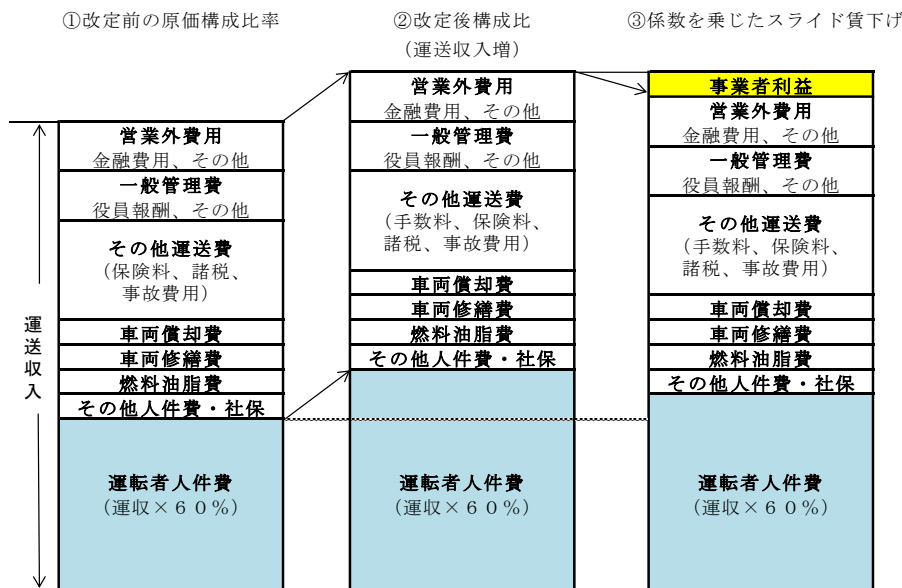 ①改定前の原価構成比率
②改定後構成比
(運送収入増)
③係数を乗じたスライド賃下げ
運送収入
営業外費用
金融費用、その他
一般管理費
役員報酬、その他
その他運送費
(保険料、諸税、
事故費用)
車両償却費
車両修繕費
燃料油脂費
その他人件費・社保
運転者人件費
(運収×60%)
営業外費用
金融費用、その他
一般管理費
役員報酬、その他
その他運送費
(手数料、保険料、
諸税、事故費用)
車両償却費
車両修繕費
燃料油脂費
その他人件費・社保
運転者人件費
(運収×60%)
事業者利益
営業外費用
金融費用、その他
一般管理費
役員報酬、その他
その他運送費
(手数料、保険料、
諸税、事故費用)
車両償却費
車両修繕費
燃料油脂費
その他人件費・社保
運転者人件費
(運収×60%)